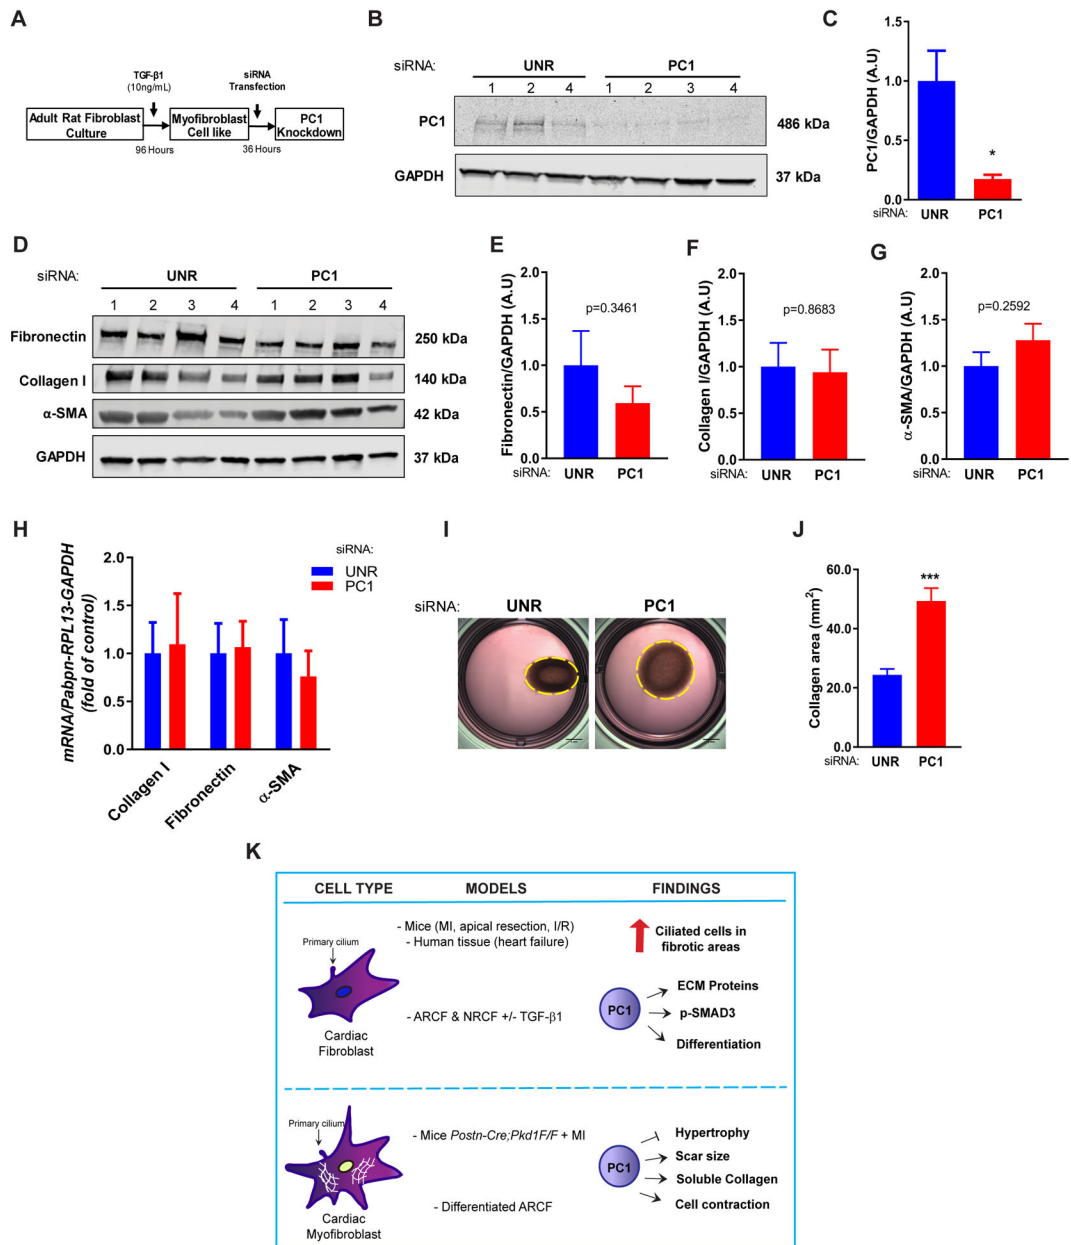 A
TGF-β1
(10ng/mL)
siRNA
Transfection
Adult Rat Fibroblast
Culture
Myofibroblast
Cell like
PC1
Knockdown
96 Hours
36 Hours
B
siRNA:
UNR
PC1
1 2 4 1 2 3 4
PC1
486 kDa
GAPDH
37 kDa
C
PC1/GAPDH (A.U)
1.5
1.0
0.5
0.0
*
siRNA:
UNR
PC1
D
siRNA:
UNR
PC1
1 2 3 4 1 2 3 4
Fibronectin
250 kDa
Collagen I
140 kDa
α-SMA
42 kDa
GAPDH
37 kDa
E
Fibronectin/GAPDH (A.U)
2.0
1.5
1.0
0.5
0.0
p=0.3461
siRNA:
UNR
PC1
F
Collagen I/GAPDH (A.U)
2.0
1.5
1.0
0.5
0.0
p=0.8683
siRNA:
UNR
PC1
G
α-SMA/GAPDH (A.U)
2.0
1.5
1.0
0.5
0.0
p=0.2592
siRNA:
UNR
PC1
H
mRNA/Pabpn-RPL13-GAPDH
(fold of control)
2.0
1.5
1.0
0.5
0.0
siRNA:
UNR
PC1
Collagen I
Fibronectin
α-SMA
I
siRNA:
UNR
PC1
J
Collagen area (mm²)
60.0
40.0
20.0
0.0
***
siRNA:
UNR
PC1
K
CELL TYPE
MODELS
FINDINGS
Primary cilium
Cardiac
Fibroblast
- Mice (MI, apical resection, I/R)
- Human tissue (heart failure)
- ARCF & NRCF +/- TGF-β1
Ciliated cells in
fibrotic areas
PC1
ECM Proteins
p-SMAD3
Differentiation
Primary cilium
Cardiac
Myofibroblast
- Mice Postn-Cre;Pkd1F/F + MI
- Differentiated ARCF
PC1
Hypertrophy
Scar size
Soluble Collagen
Cell contraction